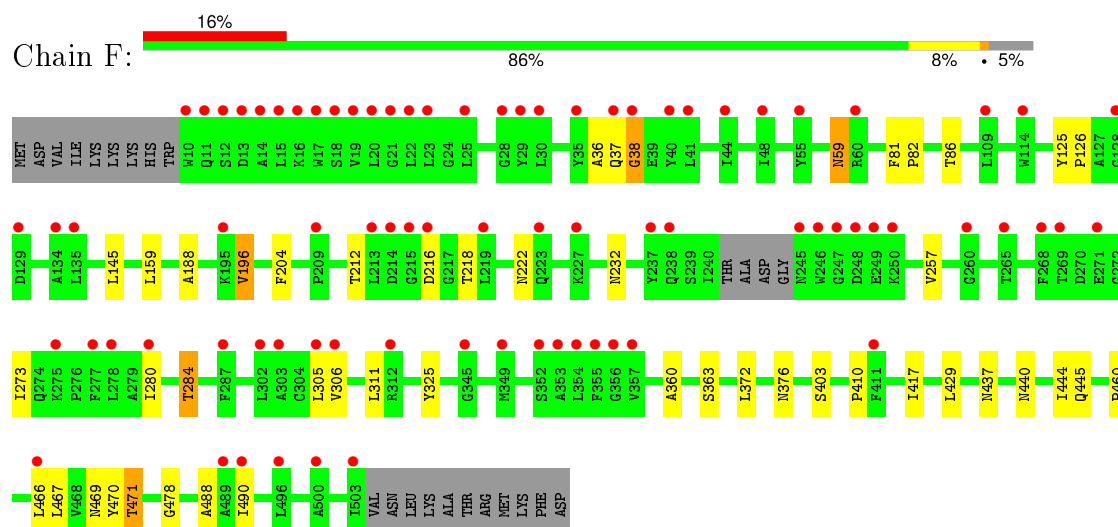 16%
Chain F:
86% 8% • 5%
MET ASP VAL ILE LYS LYS LYS HIS TRP W10 Q11 S12 D13 A14 L15 K16 W17 S18 V19 L20 G21 L22 L23 G24 L25 G28 Y29 L30 Y35 A36 Q37 G38 E39 Y40 L41 I44 I48 Y55 N59 R60 F81 P82 T86 L109 W114 Y125 P126 A127
D129 A134 L135 L145 L159 A188 K195 V196 F204 P209 T212 L213 D214 G215 D216 G217 T218 L219 N222 Q223 K227 N232 Y237 Q238 S239 I240 THR ALA ASP GLY N245 W246 G247 D248 E249 K250 V257 G260 T265 F268 T269 D270 E271
I273 Q274 K275 P276 F277 L278 A279 I280 T284 F287 L302 A303 C304 L305 V306 L311 R312 Y325 G345 M349 S352 A353 L354 F355 G356 V357 A360 S363 L372 N376 S403 P410 F411 I417 L429 N437 N440 I444 Q445
L466 L467 V468 N469 Y470 T471 G478 A488 A489 I490 L496 A500 I503 VAL ASN LEU LYS ALA THR ARG MET LYS PHE ASP